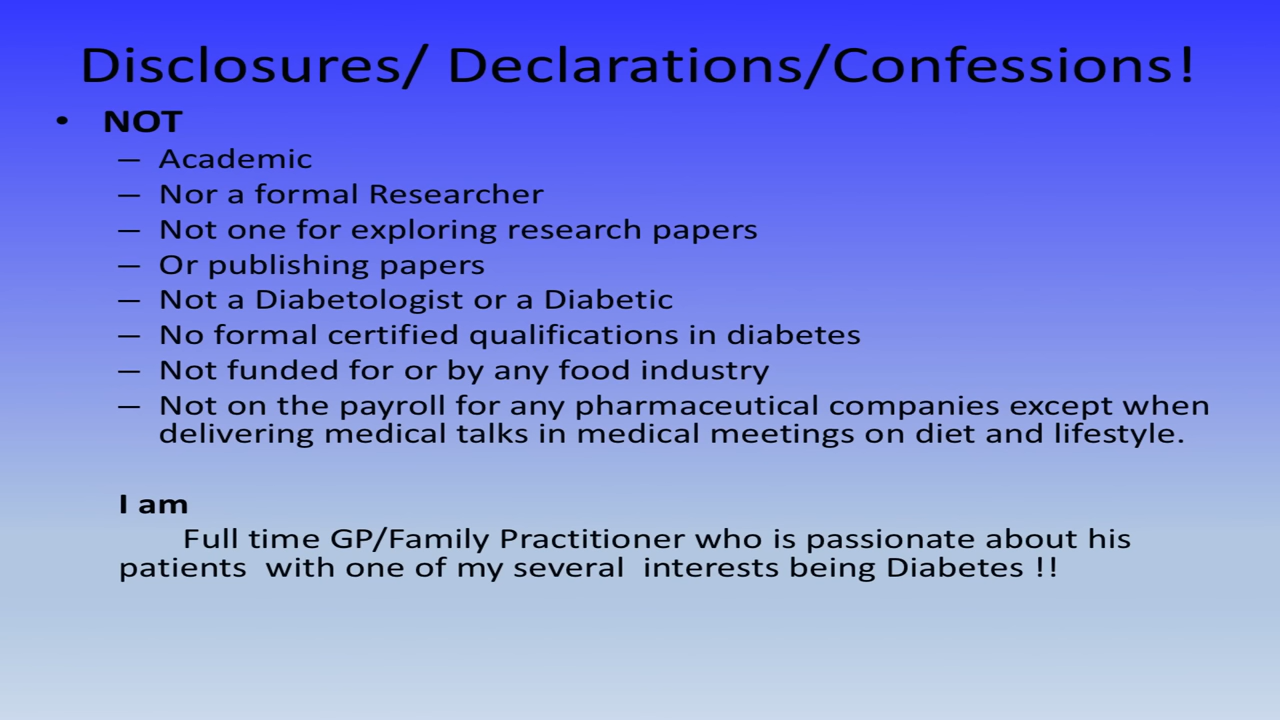 Disclosures/ Declarations/Confessions!
• NOT
– Academic
– Nor a formal Researcher
– Not one for exploring research papers
– Or publishing papers
– Not a Diabetologist or a Diabetic
– No formal certified qualifications in diabetes
– Not funded for or by any food industry
– Not on the payroll for any pharmaceutical companies except when
delivering medical talks in medical meetings on diet and lifestyle.
I am
Full time GP/Family Practitioner who is passionate about his
patients with one of my several interests being Diabetes !!